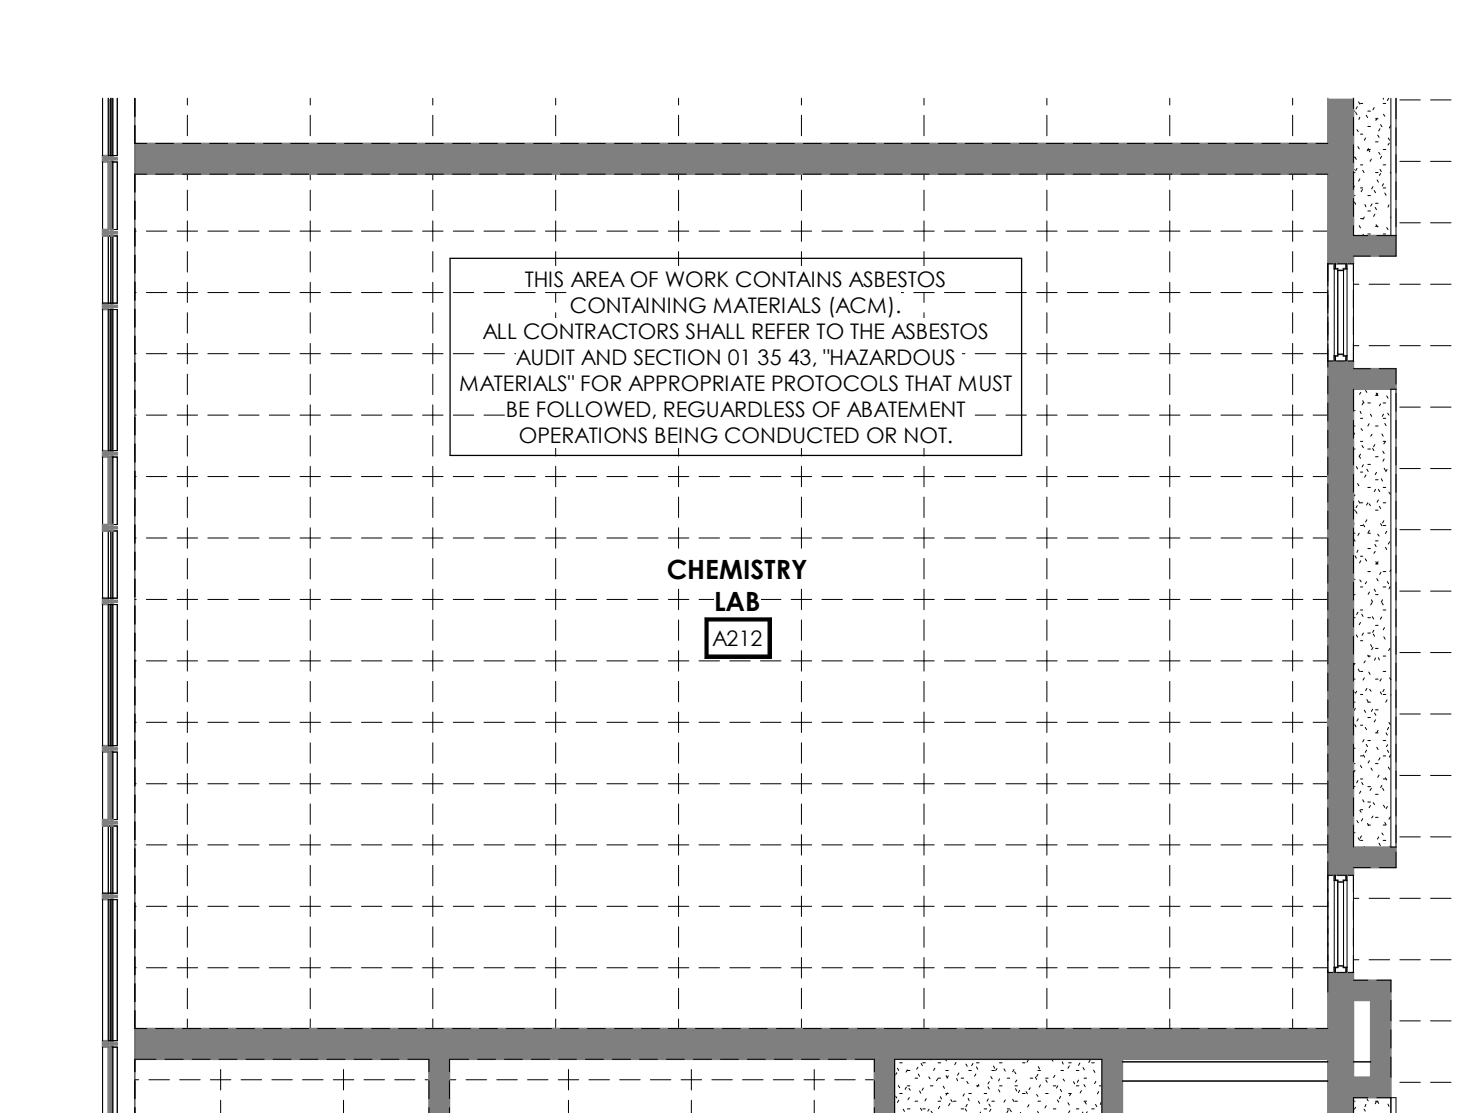 THIS AREA OF WORK CONTAINS ASBESTOS
CONTAINING MATERIALS (ACM).
ALL CONTRACTORS SHALL REFER TO THE ASBESTOS
AUDIT AND SECTION 01 35 43, "HAZARDOUS
MATERIALS" FOR APPROPRIATE PROTOCOLS THAT MUST
BE FOLLOWED, REGUARDLESS OF ABATEMENT
OPERATIONS BEING CONDUCTED OR NOT.
CHEMISTRY
LAB
A212